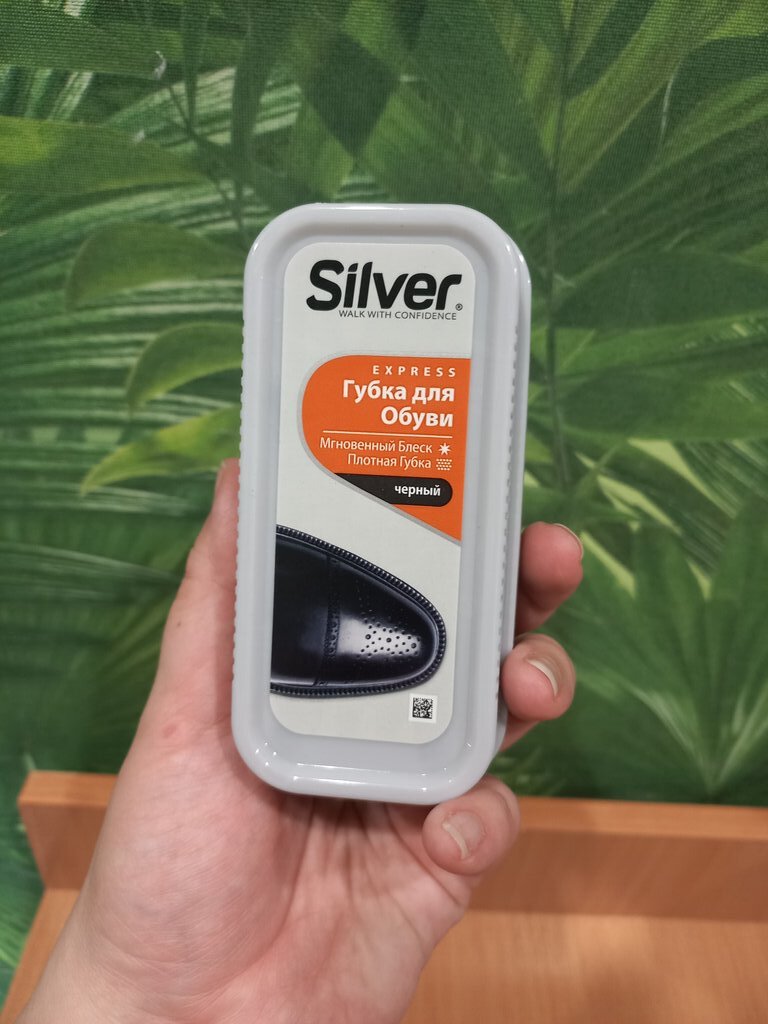 Silver®
WALK WITH CONFIDENCE
EXPRESS
Губка для
Обуви
Мгновенный Блеск
Плотная Губка
черный